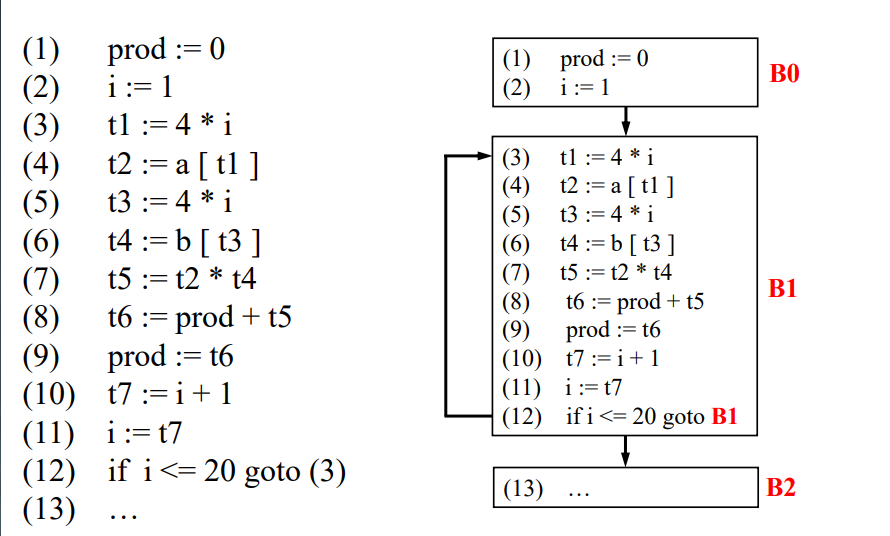 (1) prod := 0
(2) i := 1
(3) t1 := 4 * i
(4) t2 := a [ t1 ]
(5) t3 := 4 * i
(6) t4 := b [ t3 ]
(7) t5 := t2 * t4
(8) t6 := prod + t5
(9) prod := t6
(10) t7 := i + 1
(11) i := t7
(12) if i <= 20 goto (3)
(13) …
(1) prod := 0
(2) i := 1
B0
(3) t1 := 4 * i
(4) t2 := a [ t1 ]
(5) t3 := 4 * i
(6) t4 := b [ t3 ]
(7) t5 := t2 * t4
(8) t6 := prod + t5
(9) prod := t6
(10) t7 := i + 1
(11) i := t7
(12) if i <= 20 goto B1
B1
(13) …
B2